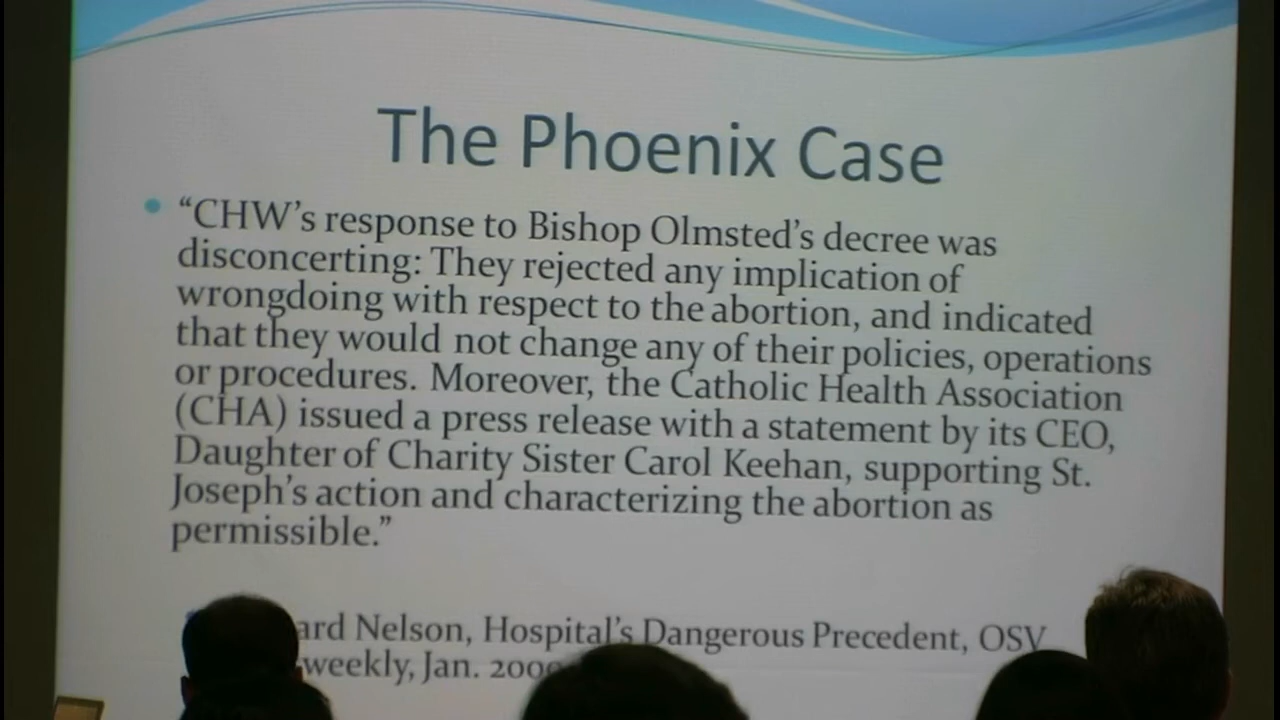 The Phoenix Case
“CHW’s response to Bishop Olmsted’s decree was
disconcerting: They rejected any implication of
wrongdoing with respect to the abortion, and indicated
that they would not change any of their policies, operations
or procedures. Moreover, the Catholic Health Association
(CHA) issued a press release with a statement by its CEO,
Daughter of Charity Sister Carol Keehan, supporting St.
Joseph’s action and characterizing the abortion as
permissible.”
Nelson, Hospital’s Dangerous Precedent, OSV
weekly, Jan.